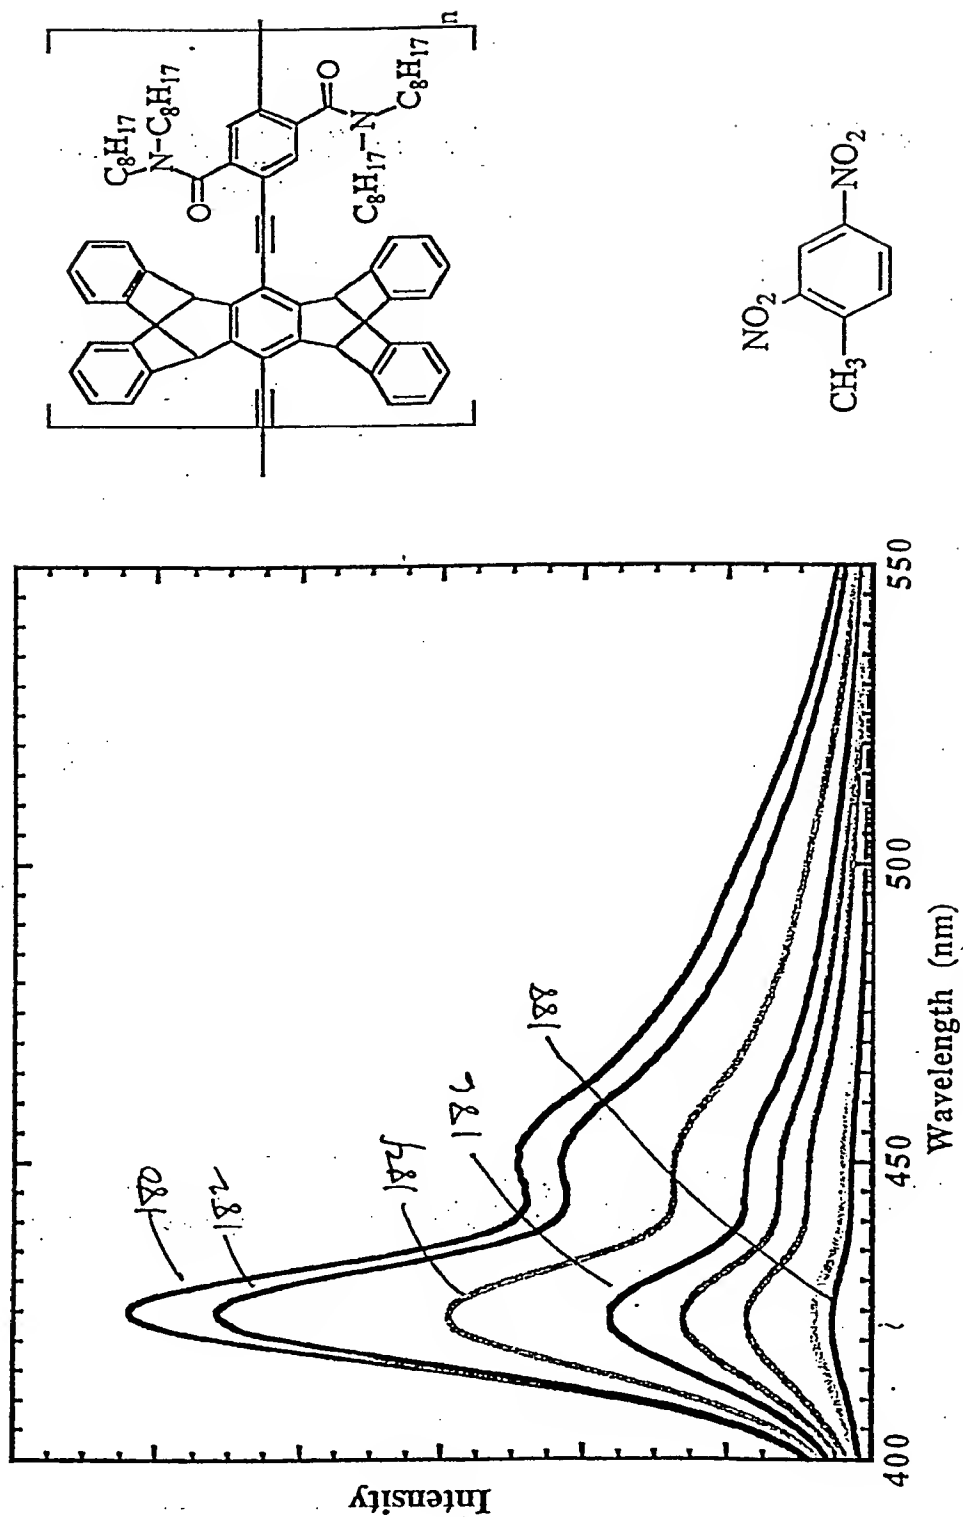 Intensity
180
182
184
186
188
400
450
500
550
Wavelength (nm)
C8H17
N-C8H17
O
O
C8H17-N
C8H17
n
NO2
CH3
NO2